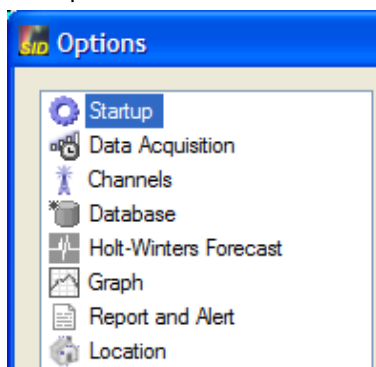 SID Options
Startup
Data Acquisition
Channels
Database
Holt-Winters Forecast
Graph
Report and Alert
Location